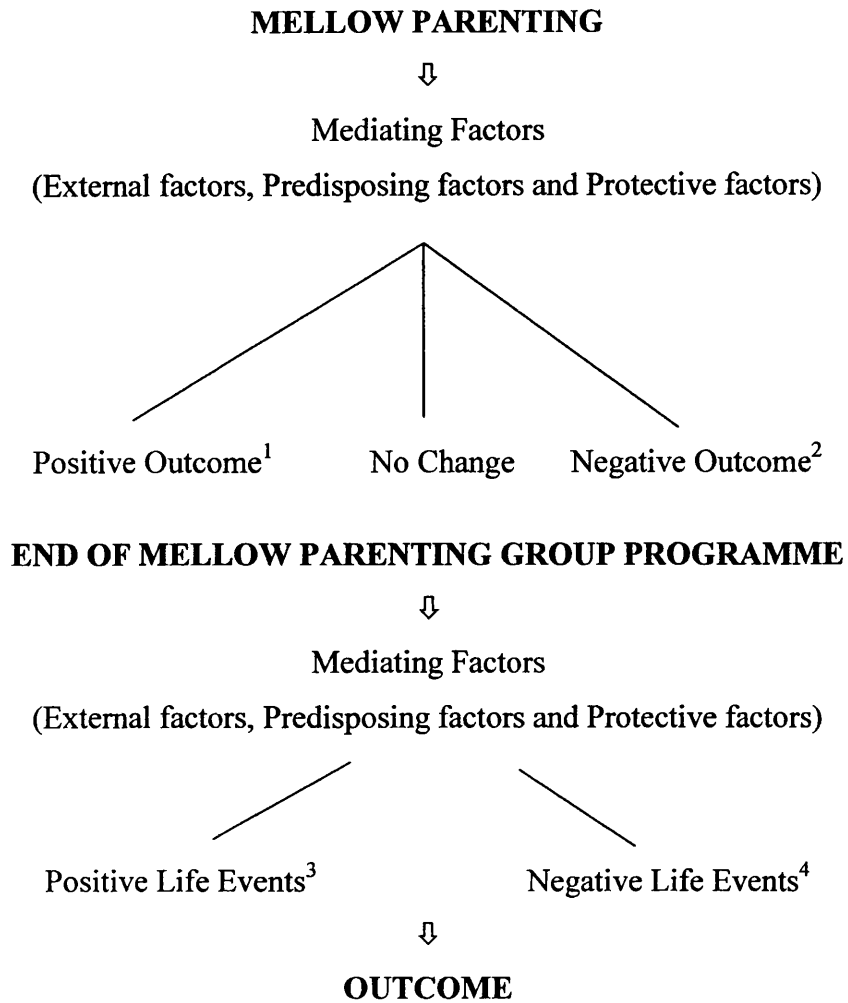 MELLOW PARENTING
⇩
Mediating Factors
(External factors, Predisposing factors and Protective factors)
Positive Outcome¹ No Change Negative Outcome²
END OF MELLOW PARENTING GROUP PROGRAMME
⇩
Mediating Factors
(External factors, Predisposing factors and Protective factors)
Positive Life Events³ Negative Life Events⁴
⇩
OUTCOME